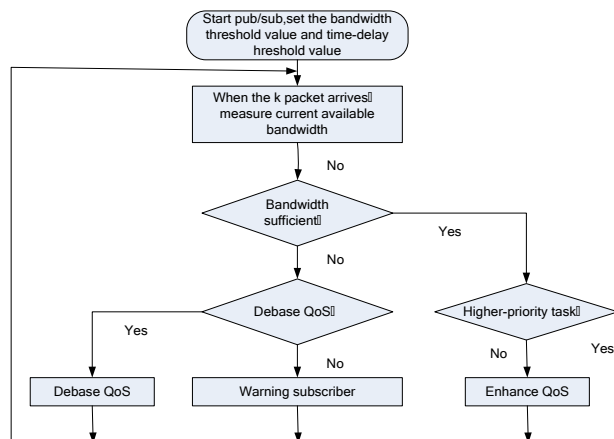 Start pub/sub,set the bandwidth
threshold value and time-delay
hreshold value
When the k packet arrives
measure current available
bandwidth
No
Bandwidth
sufficient
Yes
No
Debase QoS
Higher-priority task
Yes
No
No
Yes
Debase QoS
Warning subscriber
Enhance QoS